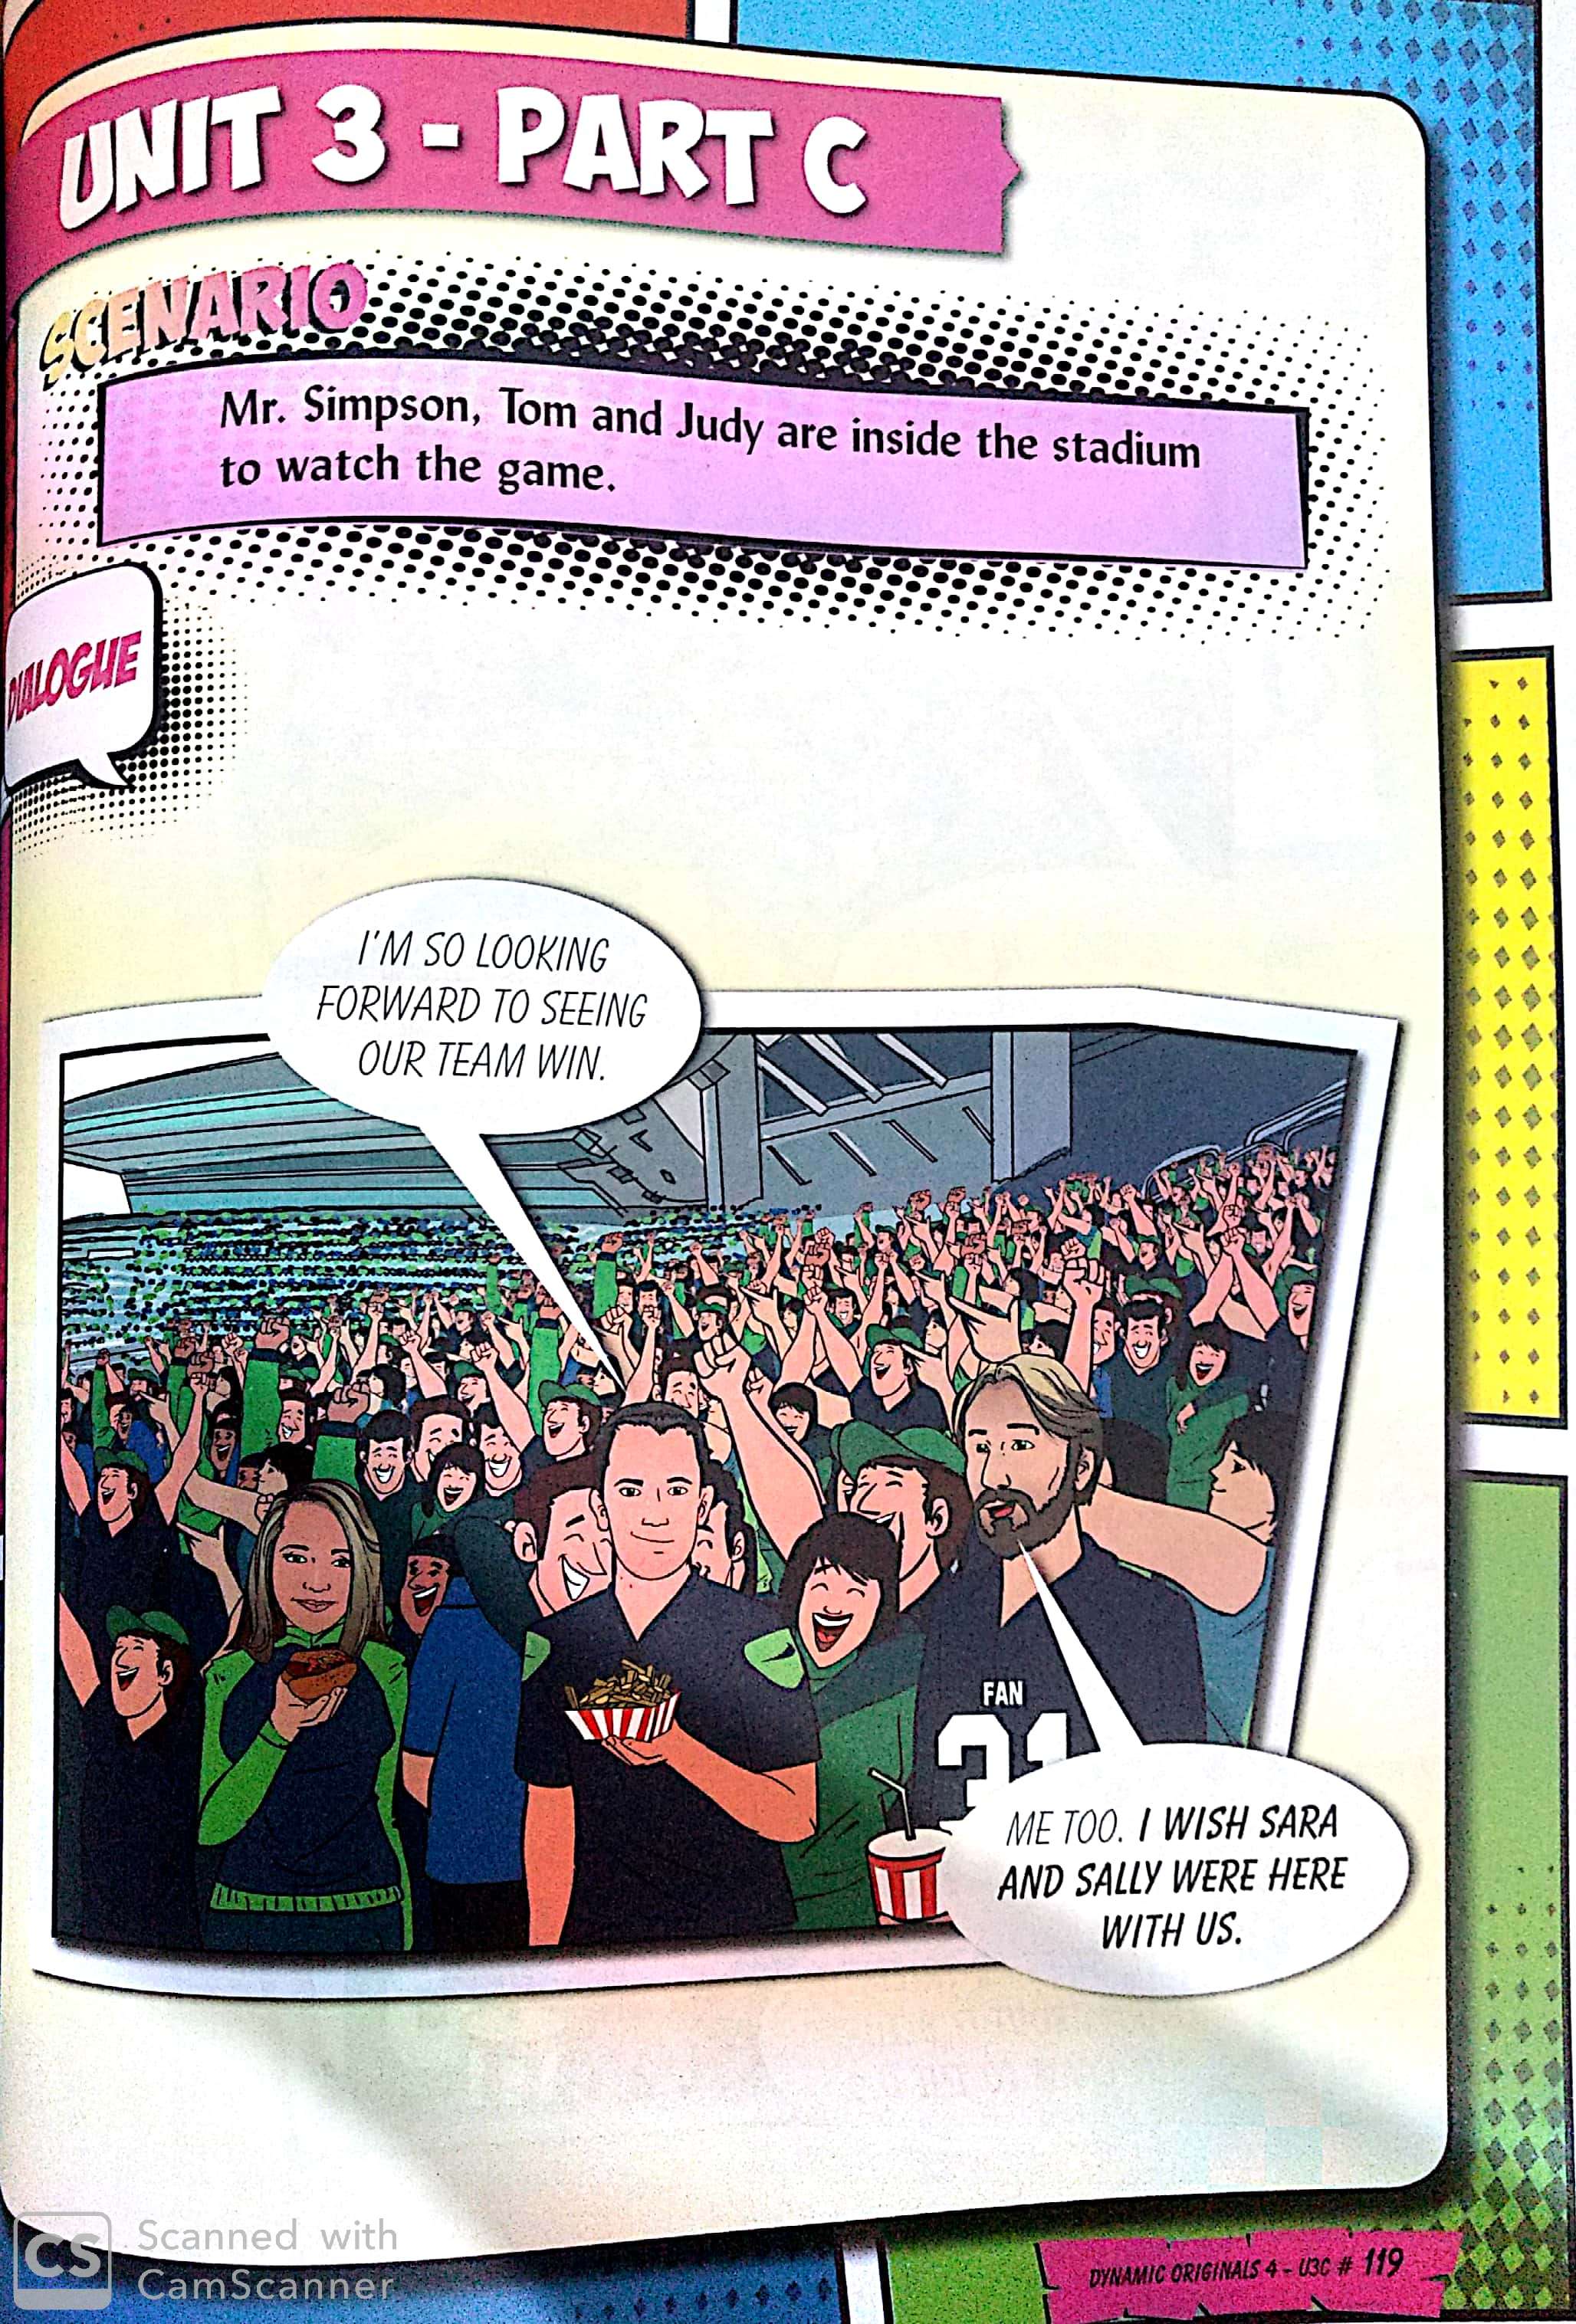 UNIT 3 - PART C
SCENARIO
Mr. Simpson, Tom and Judy are inside the stadium
to watch the game.
DIALOGUE
I'M SO LOOKING
FORWARD TO SEEING
OUR TEAM WIN.
FAN
31
ME TOO. I WISH SARA
AND SALLY WERE HERE
WITH US.
CS
Scanned with
CamScanner
DYNAMIC ORIGINALS 4 - U3C # 119